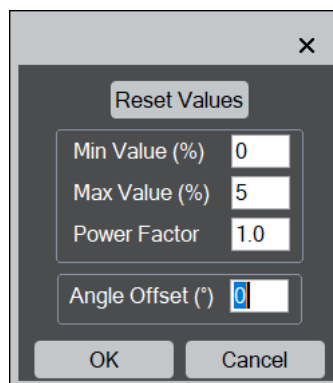 Reset Values
Min Value (%) 0
Max Value (%) 5
Power Factor 1.0
Angle Offset (°) 0
OK Cancel